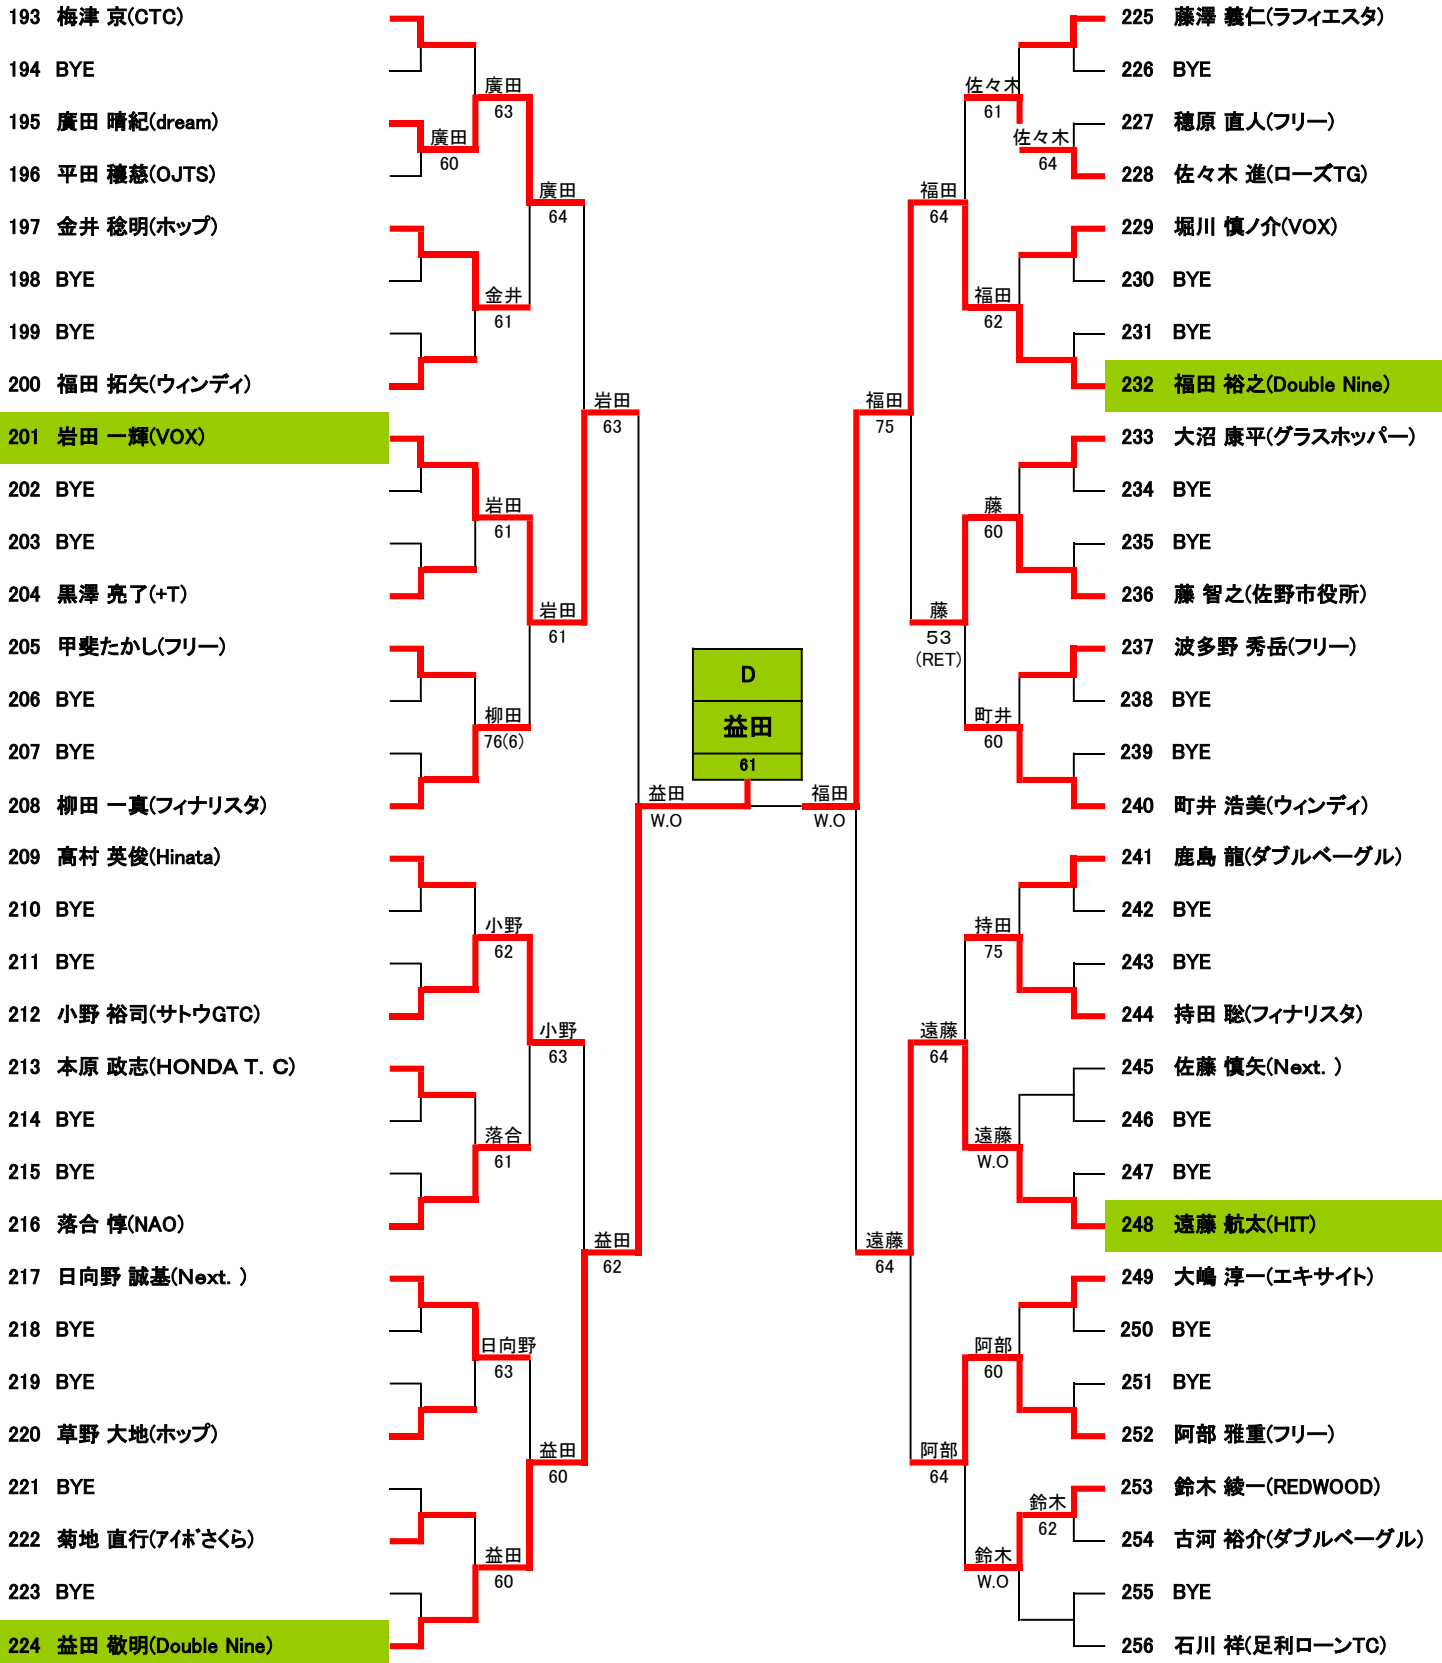 193 梅津 京(CTC)
194 BYE
195 廣田 晴紀(dream)
196 平田 穣慈(OJTS)
197 金井 稔明(ホップ)
198 BYE
199 BYE
200 福田 拓矢(ウィンディ)
201 岩田 一輝(VOX)
202 BYE
203 BYE
204 黒澤 亮了(+T)
205 甲斐たかし(フリー)
206 BYE
207 BYE
208 柳田 一真(フィナリスタ)
209 高村 英俊(Hinata)
210 BYE
211 BYE
212 小野 裕司(サトウGTC)
213 本原 政志(HONDA T．C)
214 BYE
215 BYE
216 落合 惇(NAO)
217 日向野 誠基(Next．)
218 BYE
219 BYE
220 草野 大地(ホップ)
221 BYE
222 菊地 直行(ｱｲﾎﾞさくら)
223 BYE
224 益田 敬明(Double Nine)
廣田
60
廣田
63
金井
61
岩田
61
柳田
76(6)
小野
62
落合
61
日向野
63
益田
60
廣田
64
岩田
61
小野
63
益田
60
岩田
63
益田
62
益田
W.O
D
益田
61
福田
W.O
福田
75
遠藤
64
福田
64
藤
53
(RET)
遠藤
64
阿部
64
佐々木
61
佐々木
64
福田
62
藤
60
町井
60
持田
75
遠藤
W.O
阿部
60
鈴木
62
鈴木
W.O
225 藤澤 義仁(ラフィエスタ)
226 BYE
227 穂原 直人(フリー)
228 佐々木 進(ローズTG)
229 堀川 慎ノ介(VOX)
230 BYE
231 BYE
232 福田 裕之(Double Nine)
233 大沼 康平(グラスホッパー)
234 BYE
235 BYE
236 藤 智之(佐野市役所)
237 波多野 秀岳(フリー)
238 BYE
239 BYE
240 町井 浩美(ウィンディ)
241 鹿島 龍(ダブルベーグル)
242 BYE
243 BYE
244 持田 聡(フィナリスタ)
245 佐藤 慎矢(Next．)
246 BYE
247 BYE
248 遠藤 航太(HIT)
249 大嶋 淳一(エキサイト)
250 BYE
251 BYE
252 阿部 雅重(フリー)
253 鈴木 綾一(REDWOOD)
254 古河 裕介(ダブルベーグル)
255 BYE
256 石川 祥(足利ローンTC)